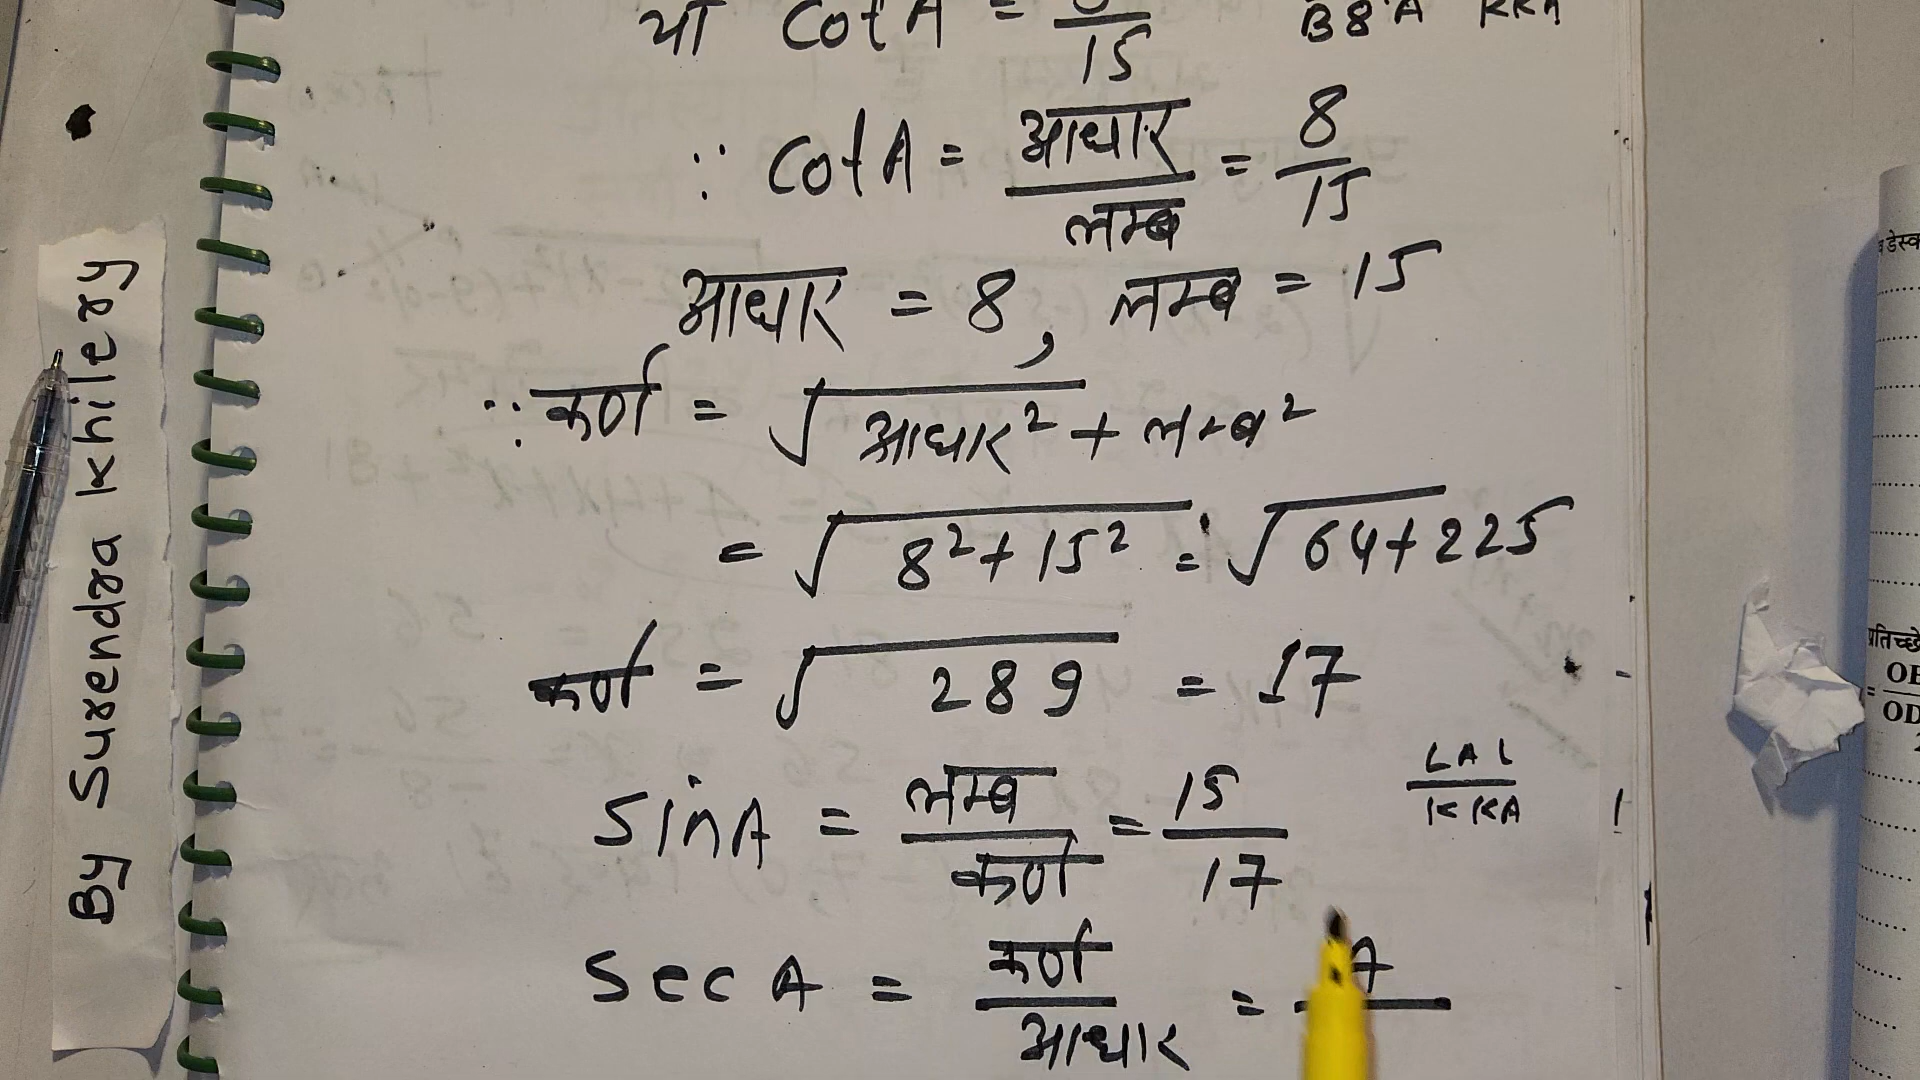 या cot A = 8/15
∵ cot A = आधार/लम्ब = 8/15
आधार = 8, लम्ब = 15
∵ कर्ण = √आधार² + लम्ब²
= √8² + 15² = √64 + 225
कर्ण = √289 = 17
LAL
KKA
sin A = लम्ब/कर्ण = 15/17
sec A = कर्ण/आधार =
By Surendra Khilery